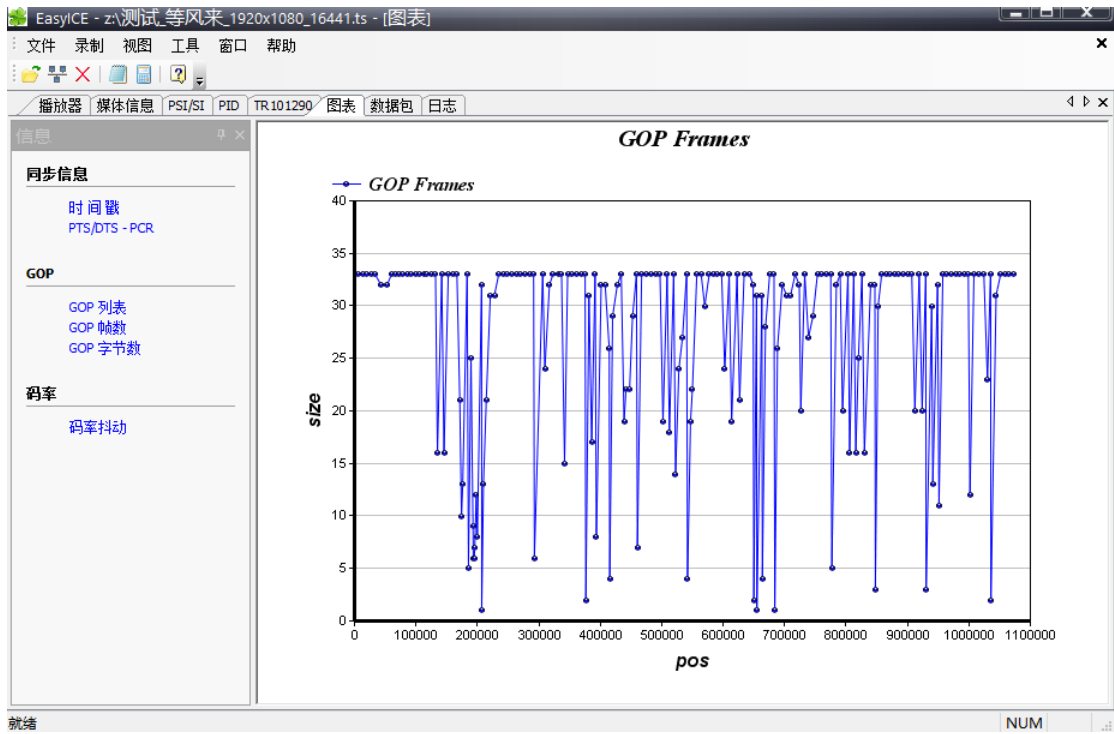 EasyICE - z:\测试_等风来_1920x1080_16441.ts - [图表]
文件 录制 视图 工具 窗口 帮助
播放器 媒体信息 PSI/SI PID TR101290 图表 数据包 日志
信息
同步信息
时间戳
PTS/DTS - PCR
GOP
GOP 列表
GOP 帧数
GOP 字节数
码率
码率抖动
GOP Frames
GOP Frames
40
35
30
25
20
15
10
5
0
size
0 100000 200000 300000 400000 500000 600000 700000 800000 900000 1000000 1100000
pos
就绪 NUM